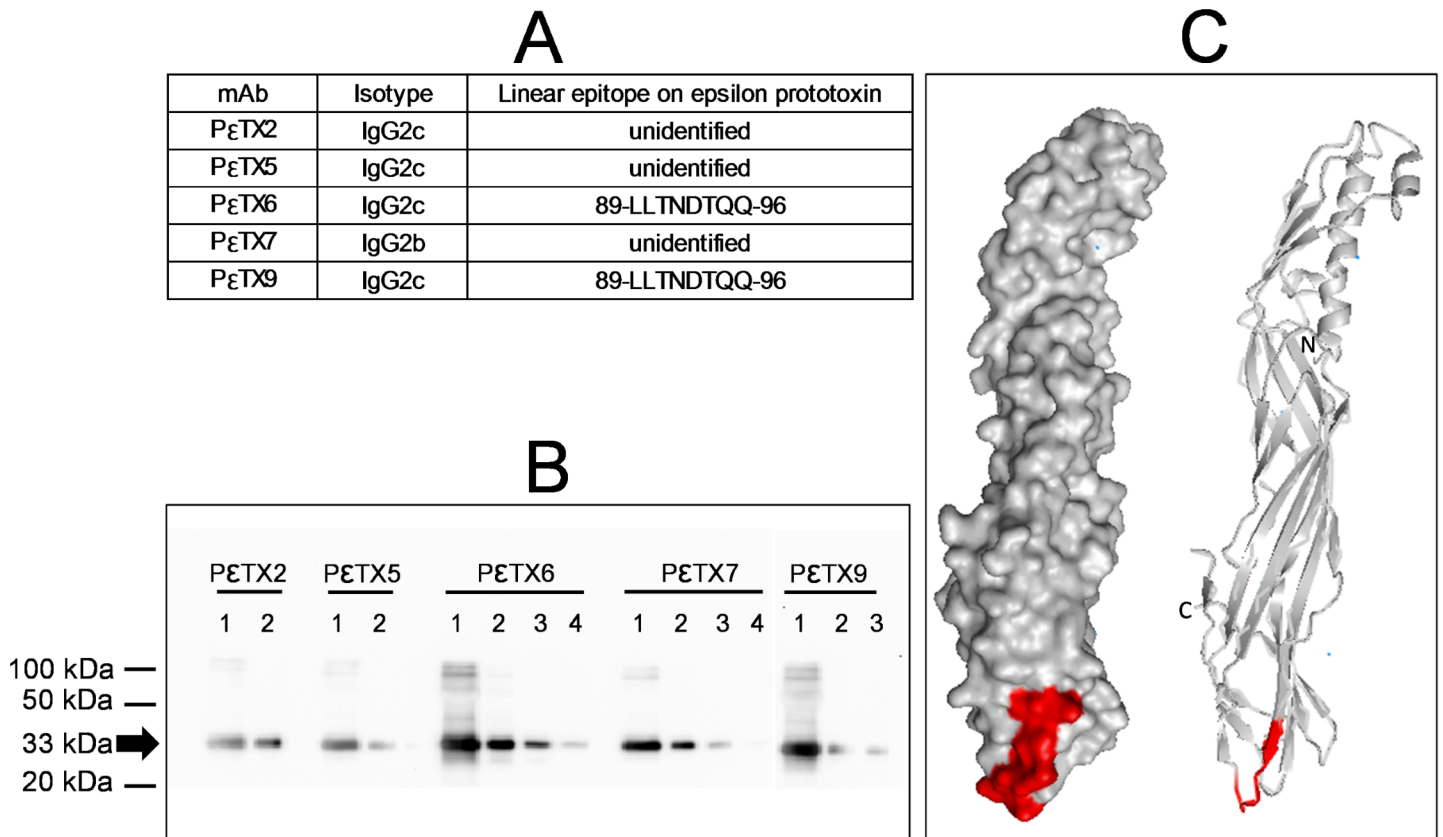 A
mAb Isotype Linear epitope on epsilon prototoxin
PεTX2 IgG2c unidentified
PεTX5 IgG2c unidentified
PεTX6 IgG2c 89-LLTNDTQQ-96
PεTX7 IgG2b unidentified
PεTX9 IgG2c 89-LLTNDTQQ-96
B
PεTX2 PεTX5 PεTX6 PεTX7 PεTX9
1 2 1 2 1 2 3 4 1 2 3 4 1 2 3
100 kDa
50 kDa
33 kDa
20 kDa
C
N
C